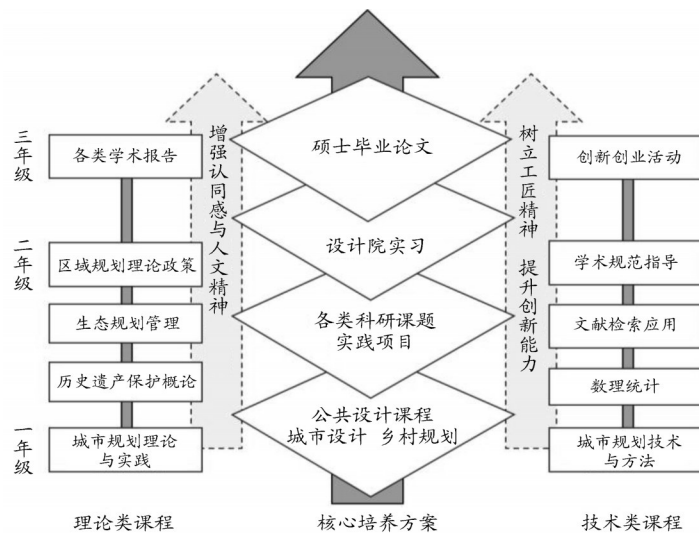 三年级
各类学术报告
二年级
区域规划理论政策
生态规划管理
历史遗产保护概论
一年级
城市规划理论
与实践
理论类课程
增强认同感与人文精神
硕士毕业论文
设计院实习
各类科研课题
实践项目
公共设计课程
城市设计 乡村规划
核心培养方案
树立工匠精神 提升创新能力
创新创业活动
学术规范指导
文献检索应用
数理统计
城市规划技术
与方法
技术类课程